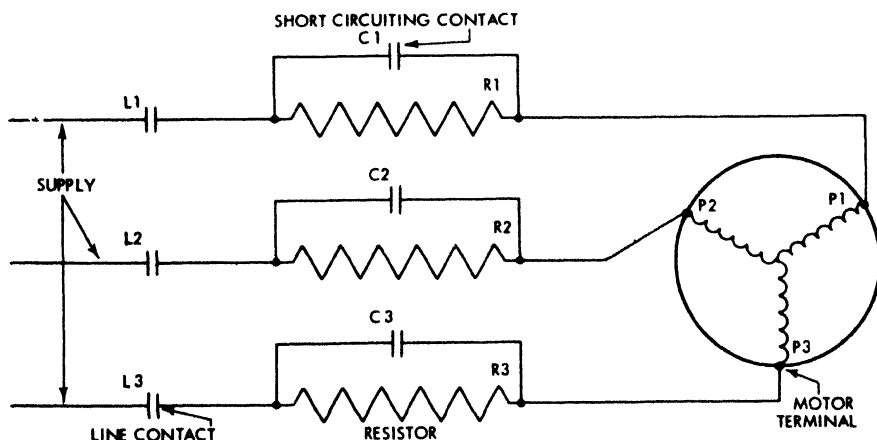 SHORT CIRCUITING CONTACT
C1
L1
R1
SUPPLY
C2
P2
P1
L2
R2
C3
P3
L3
R3
LINE CONTACT
RESISTOR
MOTOR
TERMINAL